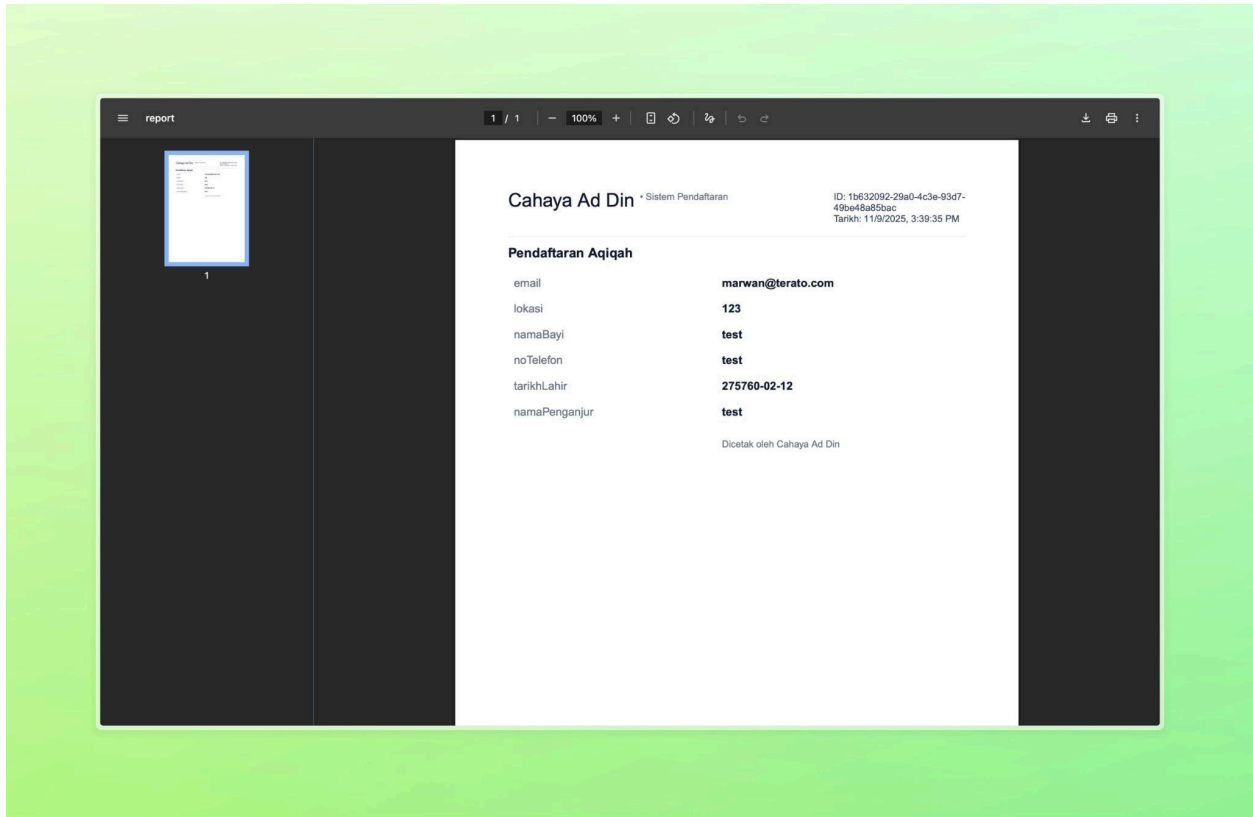 report
1 / 1
100%
1
Cahaya Ad Din • Sistem Pendaftaran
ID: 1b632092-29a0-4c3e-93d7-
49be48a85bac
Tarikh: 11/9/2025, 3:39:35 PM
Pendaftaran Aqiqah
email marwan@terato.com
lokasi 123
namaBayi test
noTelefon test
tarikhLahir 275760-02-12
namaPenganjur test
Dicetak oleh Cahaya Ad Din